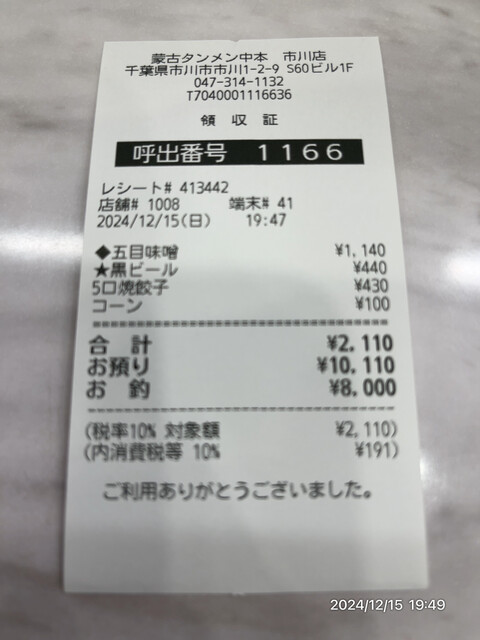 蒙古タンメン中本　市川店
千葉県市川市市川1-2-9 S60ビル1F
047-314-1132
T7040001116636
領 収 証
呼出番号　1166
レシート# 413442
店舗# 1008　端末# 41
2024/12/15(日)　19:47
◆五目味噌　¥1,140
★黒ビール　¥440
5口焼餃子　¥430
コーン　¥100
合　計　¥2,110
お預り　¥10,110
お　釣　¥8,000
(税率10% 対象額　¥2,110)
(内消費税等 10%　¥191)
ご利用ありがとうございました。
2024/12/15 19:49